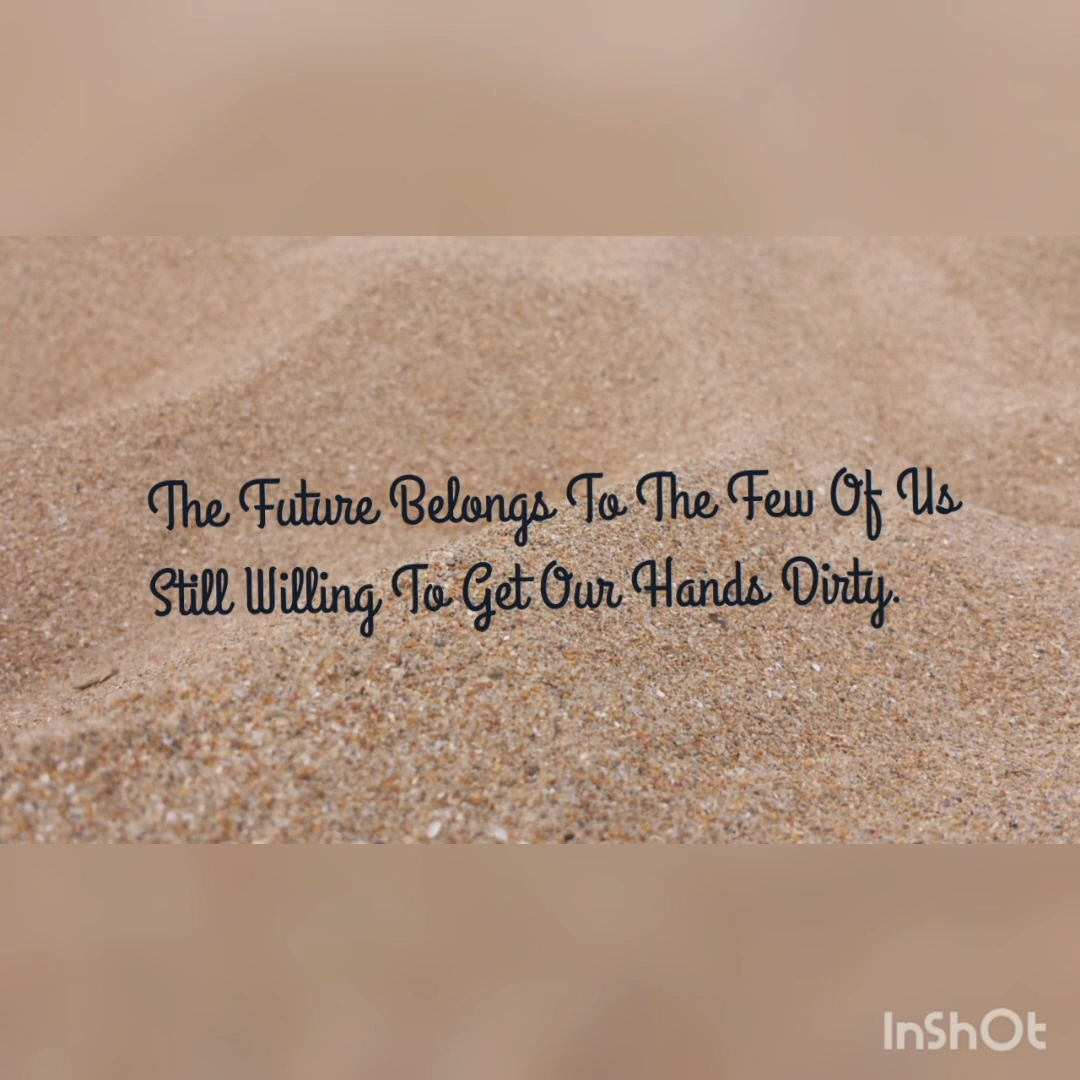 The Future Belongs To The Few Of Us
Still Willing To Get Our Hands Dirty.
InShOt